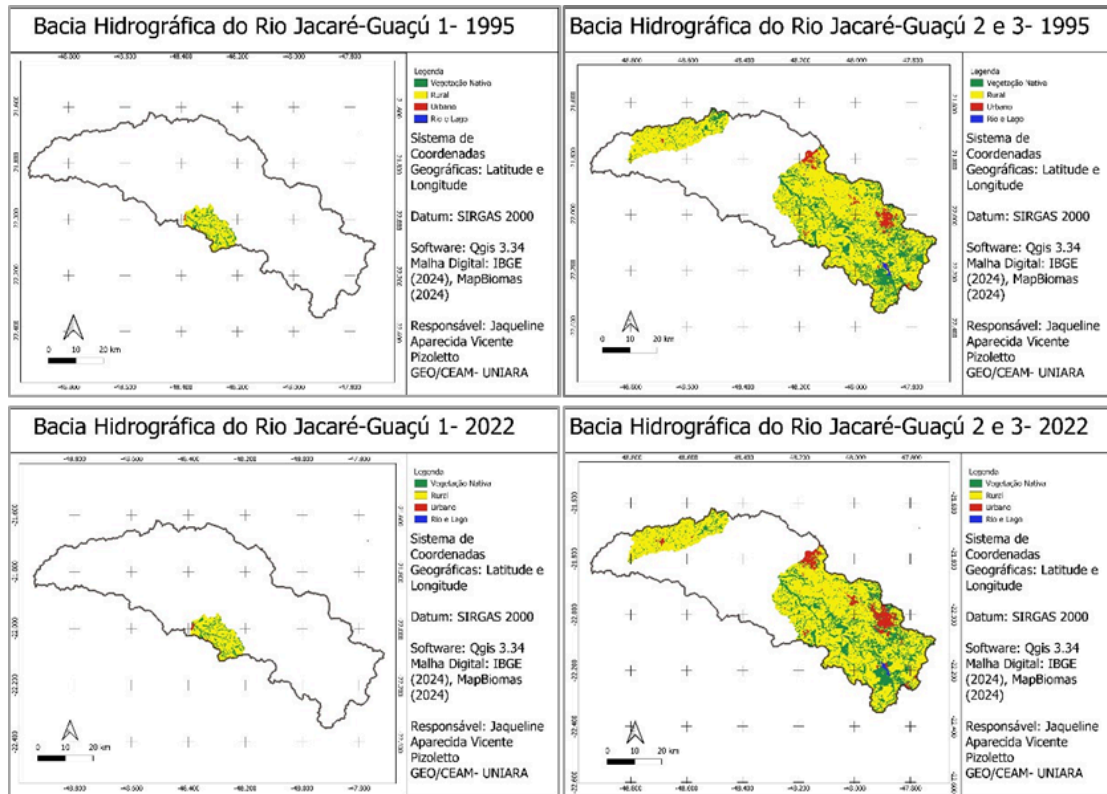 Bacia Hidrográfica do Rio Jacaré-Guaçú 1- 1995
Legenda
Vegetação Nativa
Rural
Urbano
Rio e Lago
Sistema de
Coordenadas
Geográficas: Latitude e
Longitude
Datum: SIRGAS 2000
Software: Qgis 3.34
Malha Digital: IBGE
(2024), MapBiomas
(2024)
Responsável: Jaqueline
Aparecida Vicente
Pizoletto
GEO/CEAM- UNIARA
0 10 20 km
Bacia Hidrográfica do Rio Jacaré-Guaçú 2 e 3- 1995
Legenda
Vegetação Nativa
Rural
Urbano
Rio e Lago
Sistema de
Coordenadas
Geográficas: Latitude e
Longitude
Datum: SIRGAS 2000
Software: Qgis 3.34
Malha Digital: IBGE
(2024), MapBiomas
(2024)
Responsável: Jaqueline
Aparecida Vicente
Pizoletto
GEO/CEAM- UNIARA
0 10 20 km
Bacia Hidrográfica do Rio Jacaré-Guaçú 1- 2022
Legenda
Vegetação Nativa
Rural
Urbano
Rio e Lago
Sistema de
Coordenadas
Geográficas: Latitude e
Longitude
Datum: SIRGAS 2000
Software: Qgis 3.34
Malha Digital: IBGE
(2024), MapBiomas
(2024)
Responsável: Jaqueline
Aparecida Vicente
Pizoletto
GEO/CEAM- UNIARA
0 10 20 km
Bacia Hidrográfica do Rio Jacaré-Guaçú 2 e 3- 2022
Legenda
Vegetação Nativa
Rural
Urbano
Rio e Lago
Sistema de
Coordenadas
Geográficas: Latitude e
Longitude
Datum: SIRGAS 2000
Software: Qgis 3.34
Malha Digital: IBGE
(2024), MapBiomas
(2024)
Responsável: Jaqueline
Aparecida Vicente
Pizoletto
GEO/CEAM- UNIARA
0 10 20 km